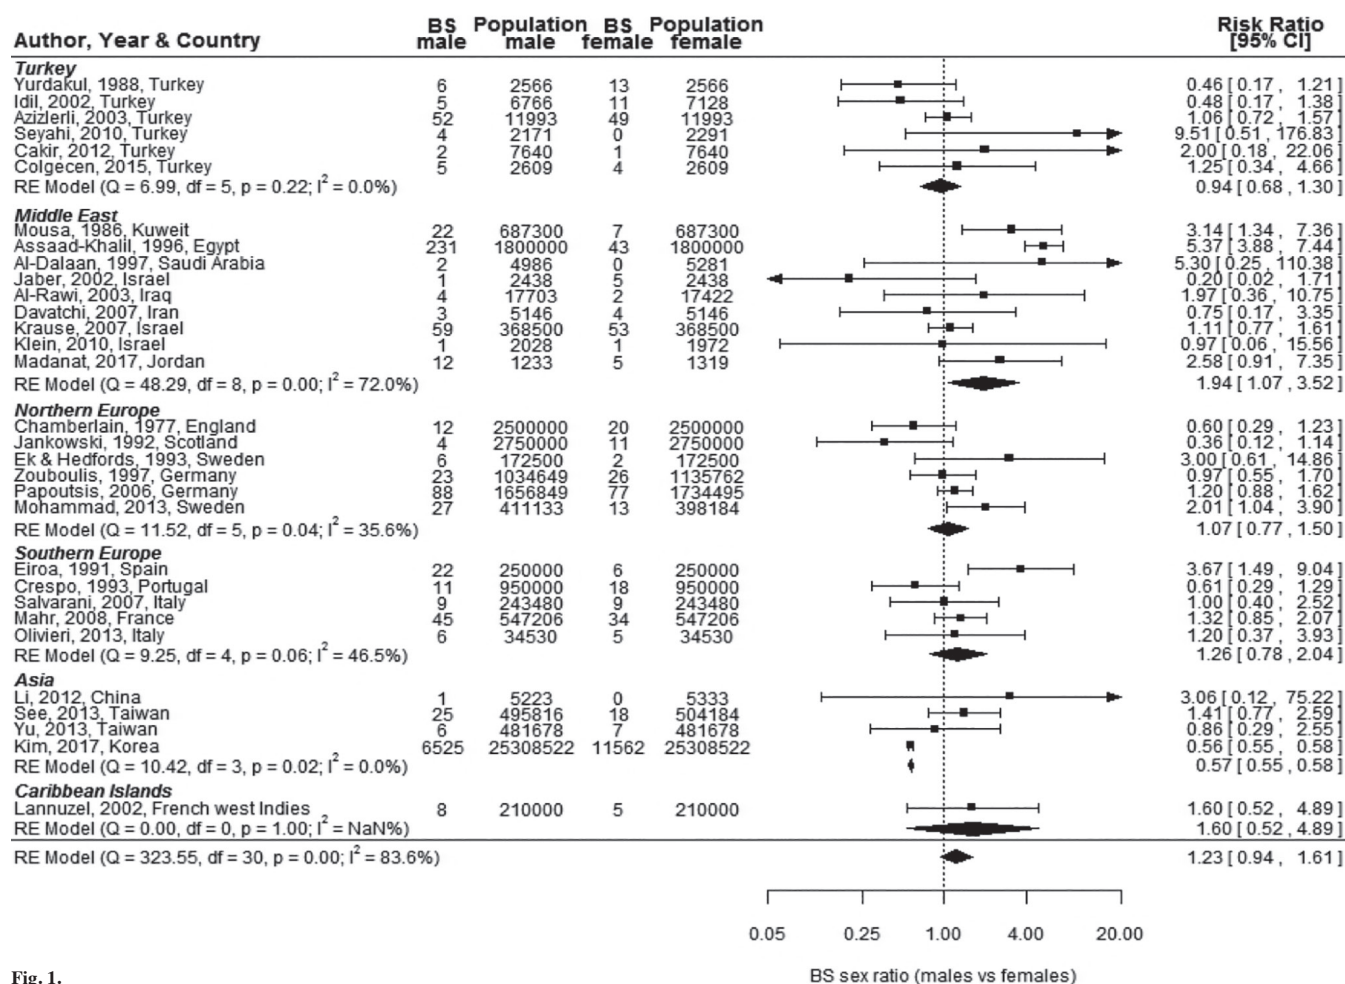 Author, Year & Country BS male Population male BS female Population female Risk Ratio [95% CI]
Turkey
Yurdakul, 1988, Turkey 6 2566 13 2566 0.46 [ 0.17 , 1.21 ]
Idil, 2002, Turkey 5 6766 11 7128 0.48 [ 0.17 , 1.38 ]
Azizlerli, 2003, Turkey 52 11993 49 11993 1.06 [ 0.72 , 1.57 ]
Seyahi, 2010, Turkey 4 2171 0 2291 9.51 [ 0.51 , 176.83 ]
Cakir, 2012, Turkey 2 7640 1 7640 2.00 [ 0.18 , 22.06 ]
Colgecen, 2015, Turkey 5 2609 4 2609 1.25 [ 0.34 , 4.66 ]
RE Model (Q = 6.99, df = 5, p = 0.22; I² = 0.0%) 0.94 [ 0.68 , 1.30 ]
Middle East
Mousa, 1986, Kuweit 22 687300 7 687300 3.14 [ 1.34 , 7.36 ]
Assaad-Khalil, 1996, Egypt 231 1800000 43 1800000 5.37 [ 3.88 , 7.44 ]
Al-Dalaan, 1997, Saudi Arabia 2 4986 0 5281 5.30 [ 0.25 , 110.38 ]
Jaber, 2002, Israel 1 2438 5 2438 0.20 [ 0.02 , 1.71 ]
Al-Rawi, 2003, Iraq 4 17703 2 17422 1.97 [ 0.36 , 10.75 ]
Davatchi, 2007, Iran 3 5146 4 5146 0.75 [ 0.17 , 3.35 ]
Krause, 2007, Israel 59 368500 53 368500 1.11 [ 0.77 , 1.61 ]
Klein, 2010, Israel 1 2028 1 1972 0.97 [ 0.06 , 15.56 ]
Madanat, 2017, Jordan 12 1233 5 1319 2.58 [ 0.91 , 7.35 ]
RE Model (Q = 48.29, df = 8, p = 0.00; I² = 72.0%) 1.94 [ 1.07 , 3.52 ]
Northern Europe
Chamberlain, 1977, England 12 2500000 20 2500000 0.60 [ 0.29 , 1.23 ]
Jankowski, 1992, Scotland 4 2750000 11 2750000 0.36 [ 0.12 , 1.14 ]
Ek & Hedfords, 1993, Sweden 6 172500 2 172500 3.00 [ 0.61 , 14.86 ]
Zouboulis, 1997, Germany 23 1034649 26 1135762 0.97 [ 0.55 , 1.70 ]
Papoutsis, 2006, Germany 88 1656849 77 1734495 1.20 [ 0.88 , 1.62 ]
Mohammad, 2013, Sweden 27 411133 13 398184 2.01 [ 1.04 , 3.90 ]
RE Model (Q = 11.52, df = 5, p = 0.04; I² = 35.6%) 1.07 [ 0.77 , 1.50 ]
Southern Europe
Eiroa, 1991, Spain 22 250000 6 250000 3.67 [ 1.49 , 9.04 ]
Crespo, 1993, Portugal 11 950000 18 950000 0.61 [ 0.29 , 1.29 ]
Salvarani, 2007, Italy 9 243480 9 243480 1.00 [ 0.40 , 2.52 ]
Mahr, 2008, France 45 547206 34 547206 1.32 [ 0.85 , 2.07 ]
Olivieri, 2013, Italy 6 34530 5 34530 1.20 [ 0.37 , 3.93 ]
RE Model (Q = 9.25, df = 4, p = 0.06; I² = 46.5%) 1.26 [ 0.78 , 2.04 ]
Asia
Li, 2012, China 1 5223 0 5333 3.06 [ 0.12 , 75.22 ]
See, 2013, Taiwan 25 495816 18 504184 1.41 [ 0.77 , 2.59 ]
Yu, 2013, Taiwan 6 481678 7 481678 0.86 [ 0.29 , 2.55 ]
Kim, 2017, Korea 6525 25308522 11562 25308522 0.56 [ 0.55 , 0.58 ]
RE Model (Q = 10.42, df = 3, p = 0.02; I² = 0.0%) 0.57 [ 0.55 , 0.58 ]
Caribbean Islands
Lannuzel, 2002, French west Indies 8 210000 5 210000 1.60 [ 0.52 , 4.89 ]
RE Model (Q = 0.00, df = 0, p = 1.00; I² = NaN%) 1.60 [ 0.52 , 4.89 ]
RE Model (Q = 323.55, df = 30, p = 0.00; I² = 83.6%) 1.23 [ 0.94 , 1.61 ]
0.05 0.25 1.00 4.00 20.00
BS sex ratio (males vs females)
Fig. 1.